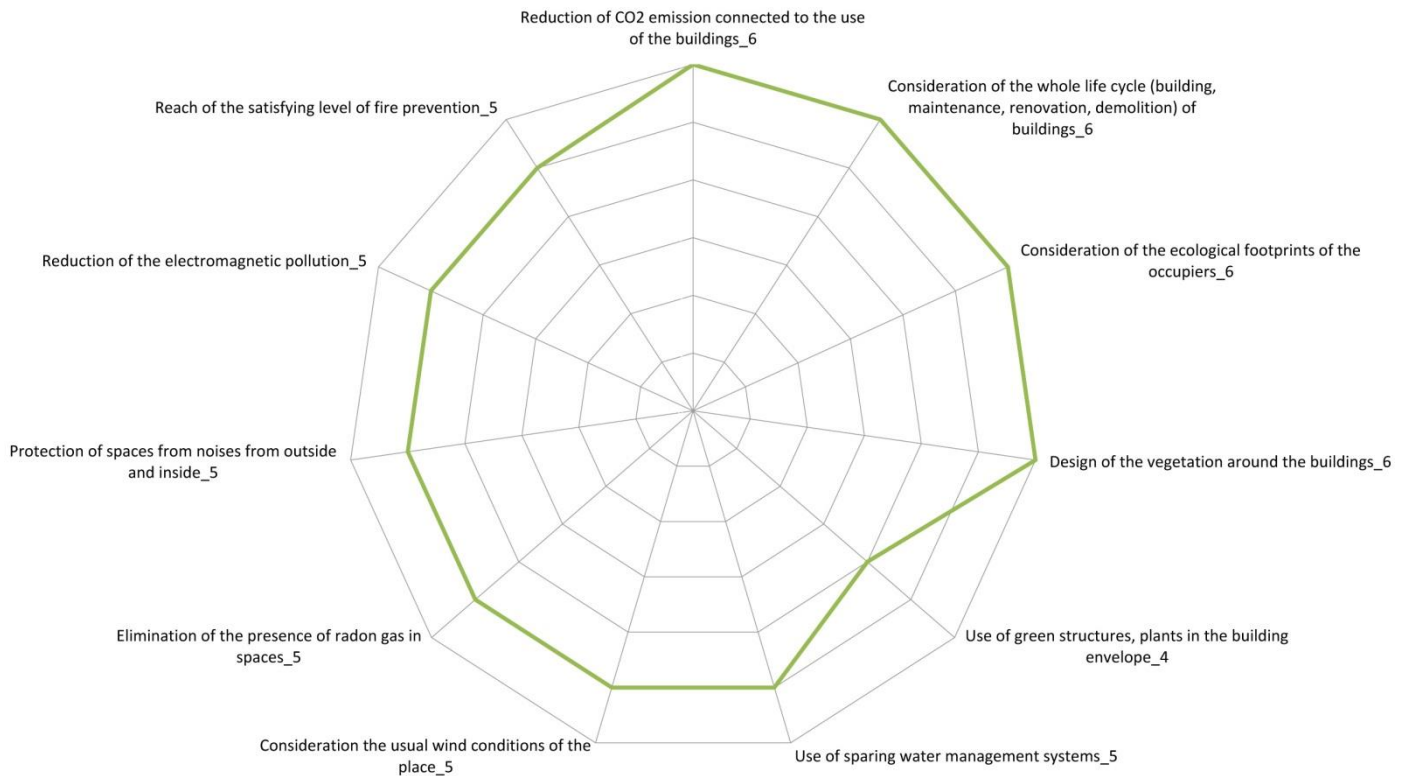 Reduction of CO2 emission connected to the use
of the buildings_6
Consideration of the whole life cycle (building,
maintenance, renovation, demolition) of
buildings_6
Consideration of the ecological footprints of the
occupiers_6
Design of the vegetation around the buildings_6
Use of green structures, plants in the building
envelope_4
Use of sparing water management systems_5
Consideration the usual wind conditions of the
place_5
Elimination of the presence of radon gas in
spaces_5
Protection of spaces from noises from outside
and inside_5
Reduction of the electromagnetic pollution_5
Reach of the satisfying level of fire prevention_5